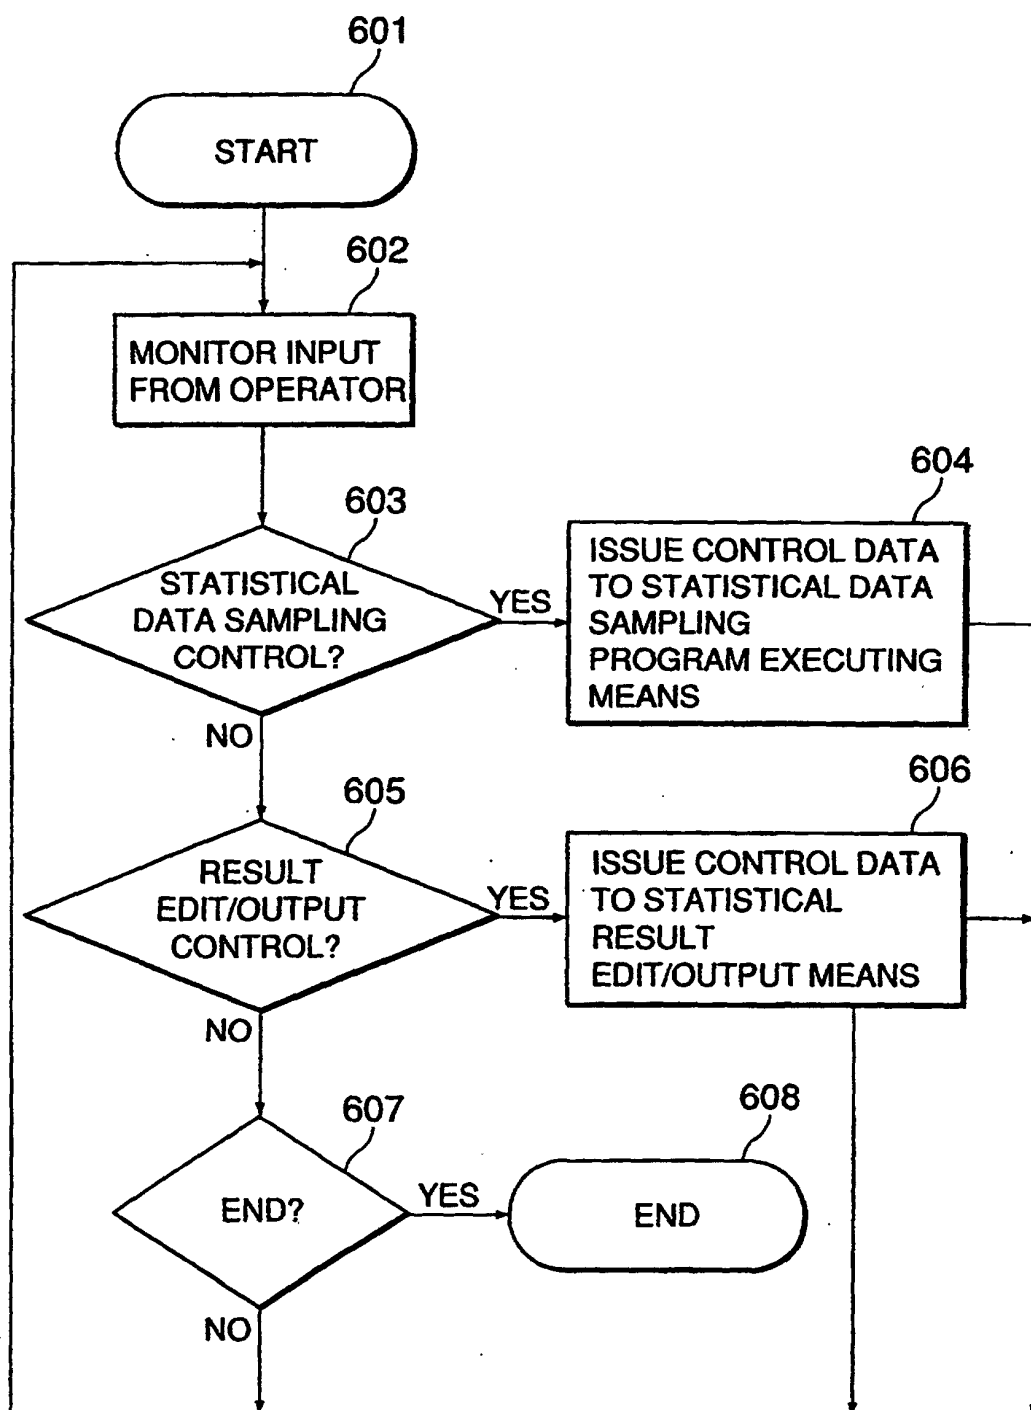 601
START
602
MONITOR INPUT
FROM OPERATOR
603
STATISTICAL
DATA SAMPLING
CONTROL?
YES
NO
604
ISSUE CONTROL DATA
TO STATISTICAL DATA
SAMPLING
PROGRAM EXECUTING
MEANS
605
RESULT
EDIT/OUTPUT
CONTROL?
YES
NO
606
ISSUE CONTROL DATA
TO STATISTICAL
RESULT
EDIT/OUTPUT MEANS
607
END?
YES
NO
608
END